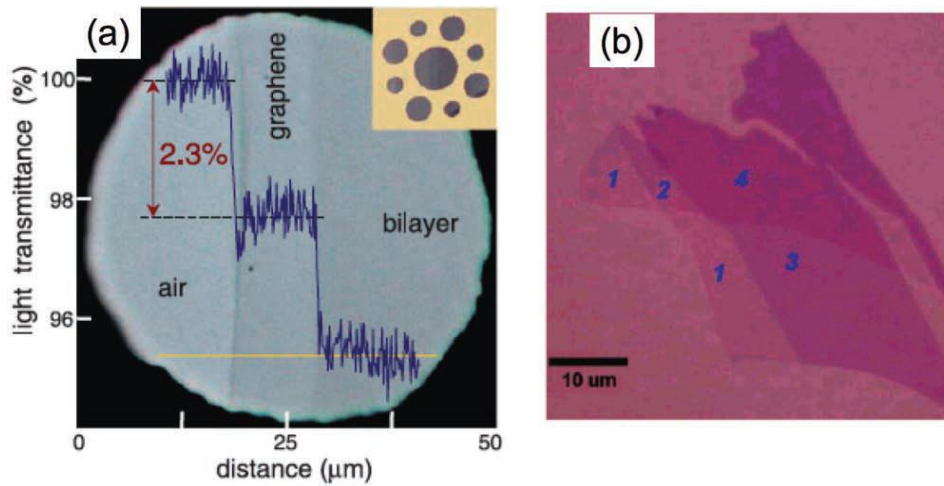 (a)
light transmittance (%)
100
98
96
2.3%
graphene
air
bilayer
0
25
50
distance (μm)
(b)
1
2
4
1
3
10 um